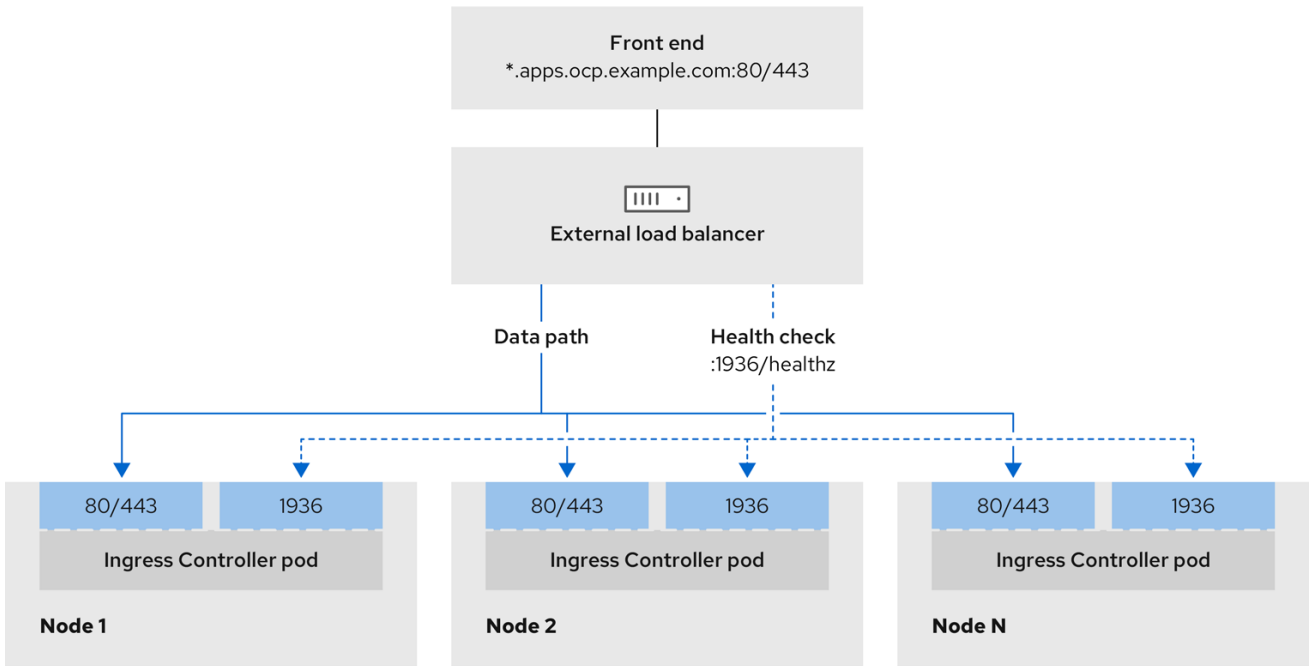 Front end
*.apps.ocp.example.com:80/443
External load balancer
Data path
Health check
:1936/healthz
80/443
1936
80/443
1936
80/443
1936
Ingress Controller pod
Ingress Controller pod
Ingress Controller pod
Node 1
Node 2
Node N